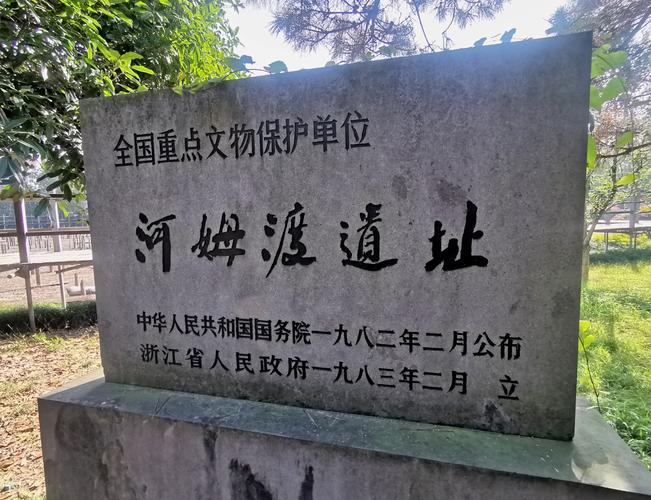 全国重点文物保护单位
河姆渡遗址
中华人民共和国国务院一九八二年二月公布
浙江省人民政府一九八三年二月 立